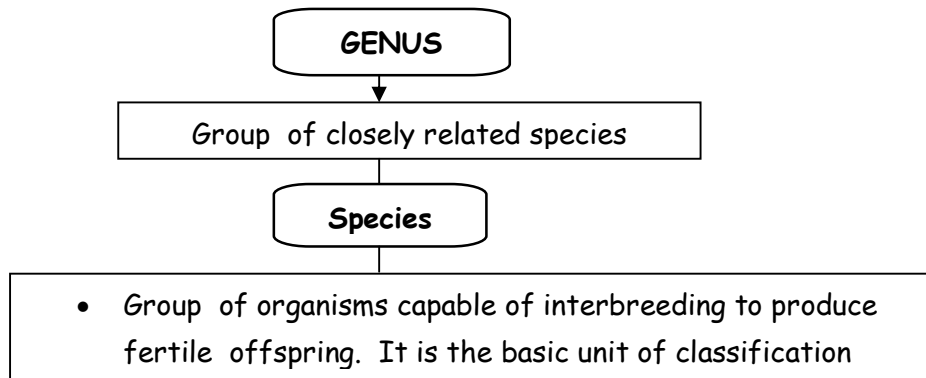 GENUS
Group of closely related species
Species
• Group of organisms capable of interbreeding to produce
fertile offspring. It is the basic unit of classification